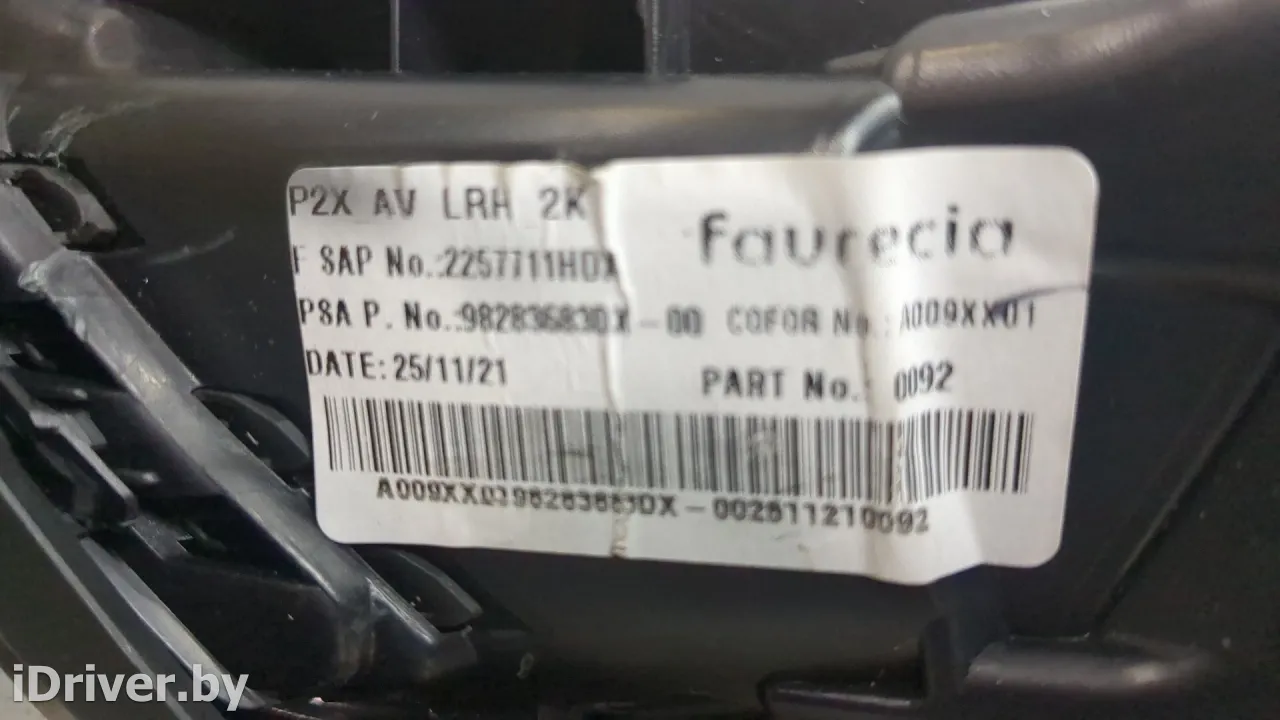 P2X AV LRH 2K
faurecia
F SAP No.:2257711HDX
PSA P. No.:982836830X-00 COFOR No.: A009XX01
DATE: 25/11/21
PART No.: 0092
iDriver.by